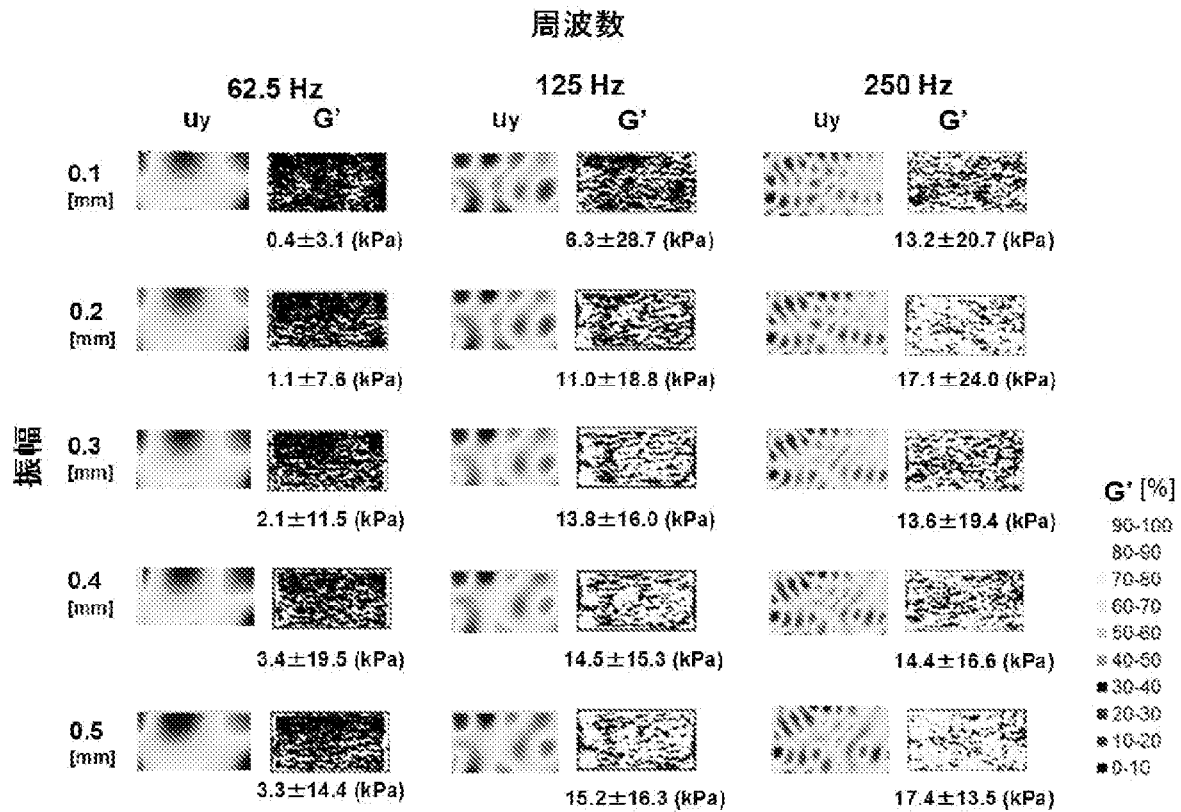 周波数
62.5 Hz 125 Hz 250 Hz
uy G' uy G' uy G'
0.1
[mm]
0.4±3.1 (kPa) 6.3±28.7 (kPa) 13.2±20.7 (kPa)
0.2
[mm]
1.1±7.6 (kPa) 11.0±18.8 (kPa) 17.1±24.0 (kPa)
振幅
0.3
[mm]
2.1±11.5 (kPa) 13.8±16.0 (kPa) 13.6±19.4 (kPa)
0.4
[mm]
3.4±19.5 (kPa) 14.5±15.3 (kPa) 14.4±16.6 (kPa)
0.5
[mm]
3.3±14.4 (kPa) 15.2±16.3 (kPa) 17.4±13.5 (kPa)
G' [%]
90-100
80-90
70-80
60-70
50-60
40-50
30-40
20-30
10-20
0-10